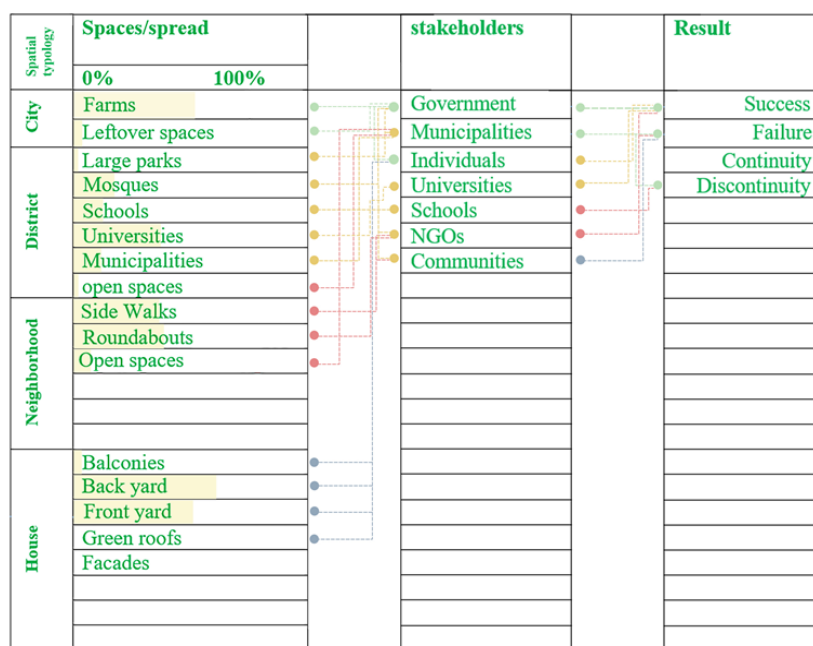 Spatial typology
Spaces/spread
stakeholders
Result
0% 100%
City
Farms
Government
Success
Leftover spaces
Municipalities
Failure
District
Large parks
Individuals
Continuity
Mosques
Universities
Discontinuity
Schools
Schools
Universities
NGOs
Municipalities
Communities
open spaces
Neighborhood
Side Walks
Roundabouts
Open spaces
House
Balconies
Back yard
Front yard
Green roofs
Facades